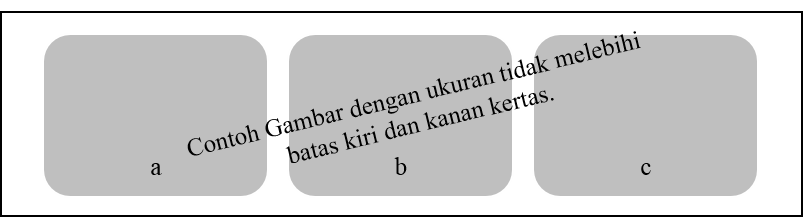 Contoh Gambar dengan ukuran tidak melebihi
batas kiri dan kanan kertas.
a b c